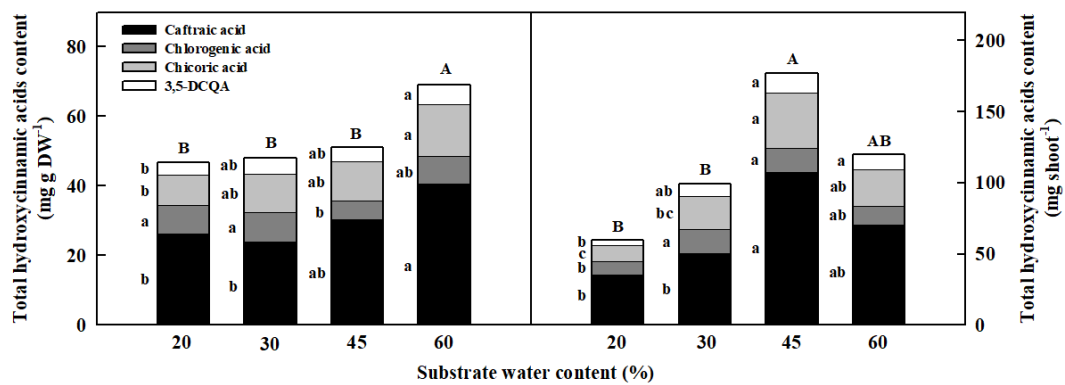 Total hydroxycinnamic acids content
(mg g DW⁻¹)
80
60
40
20
0
Caftraic acid
Chlorogenic acid
Chicoric acid
3,5-DCQA
B
b
b
a
b
B
ab
ab
a
b
B
ab
ab
b
ab
A
a
a
ab
a
20
30
45
60
B
b
c
b
b
B
ab
bc
a
b
A
a
a
a
a
AB
a
ab
ab
ab
20
30
45
60
200
150
100
50
0
Total hydroxycinnamic acids content
(mg shoot⁻¹)
Substrate water content (%)